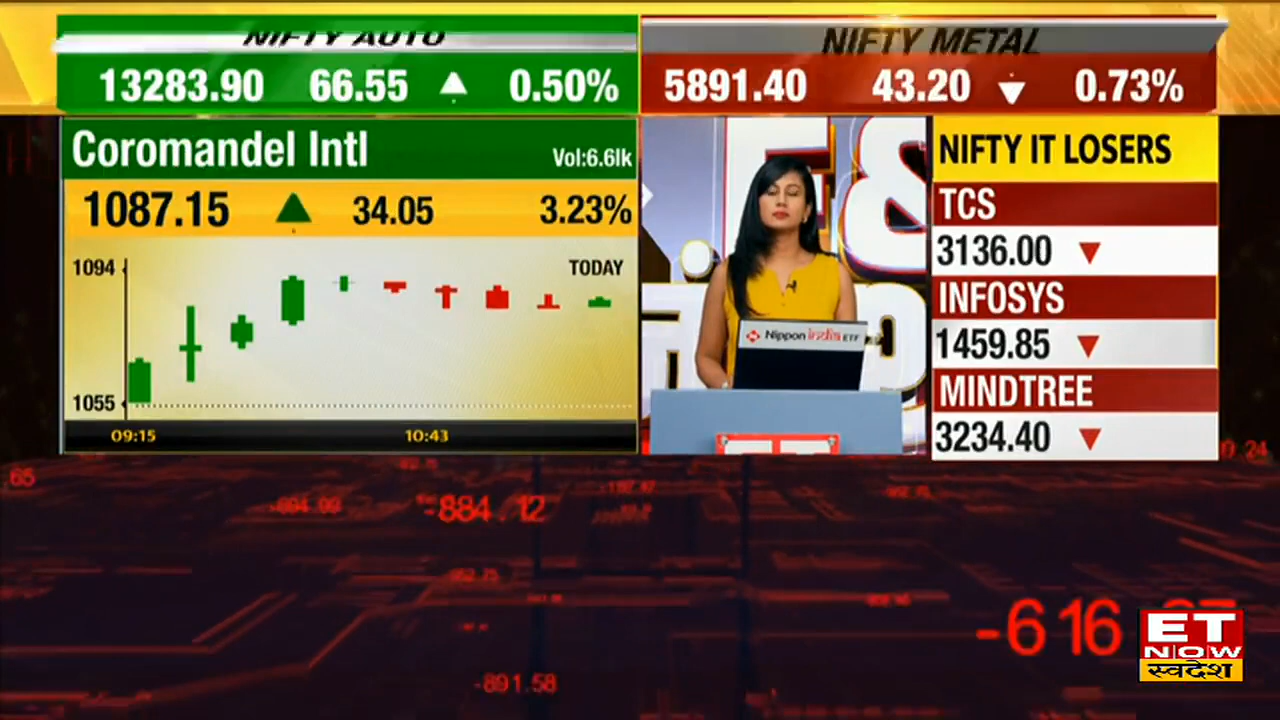 NIFTY AUTO
13283.90 66.55 0.50%
NIFTY METAL
5891.40 43.20 0.73%
Coromandel Intl Vol:6.6lk
1087.15 34.05 3.23%
1094 TODAY
1055
09:15 10:43
Nippon india ETF
NIFTY IT LOSERS
TCS
3136.00
INFOSYS
1459.85
MINDTREE
3234.40
65
-884.12
-616
-891.58
ET
NOW
स्वदेश